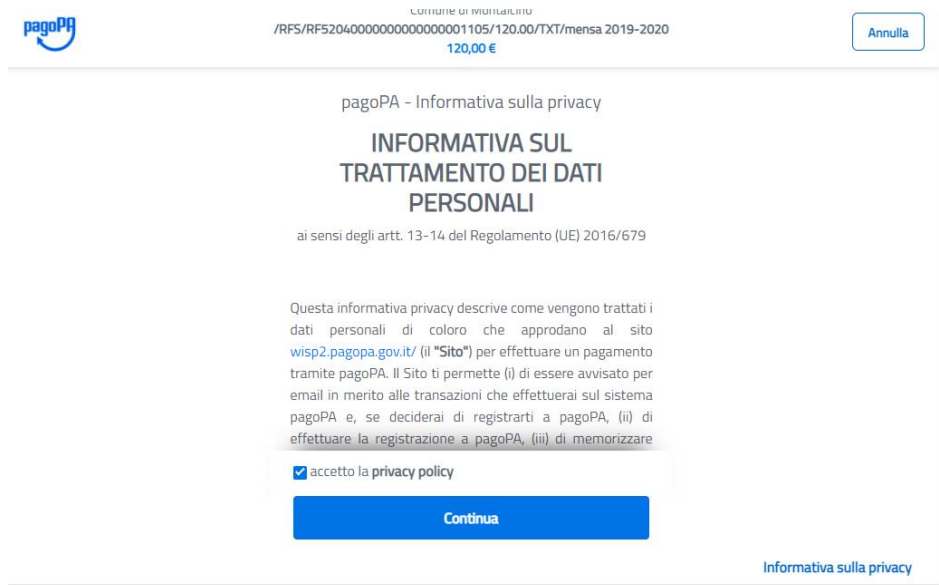 pagoPA
Comune di Montalcino
/RFS/RF52040000000000000001105/120.00/TXT/mensa 2019-2020
120,00 €
Annulla
pagoPA - Informativa sulla privacy
INFORMATIVA SUL
TRATTAMENTO DEI DATI
PERSONALI
ai sensi degli artt. 13-14 del Regolamento (UE) 2016/679
Questa informativa privacy descrive come vengono trattati i
dati personali di coloro che approdano al sito
wisp2.pagopa.gov.it/ (il "Sito") per effettuare un pagamento
tramite pagoPA. Il Sito ti permette (i) di essere avvisato per
email in merito alle transazioni che effettuerai sul sistema
pagoPA e, se deciderai di registrarti a pagoPA, (ii) di
effettuare la registrazione a pagoPA, (iii) di memorizzare
accetto la privacy policy
Continua
Informativa sulla privacy